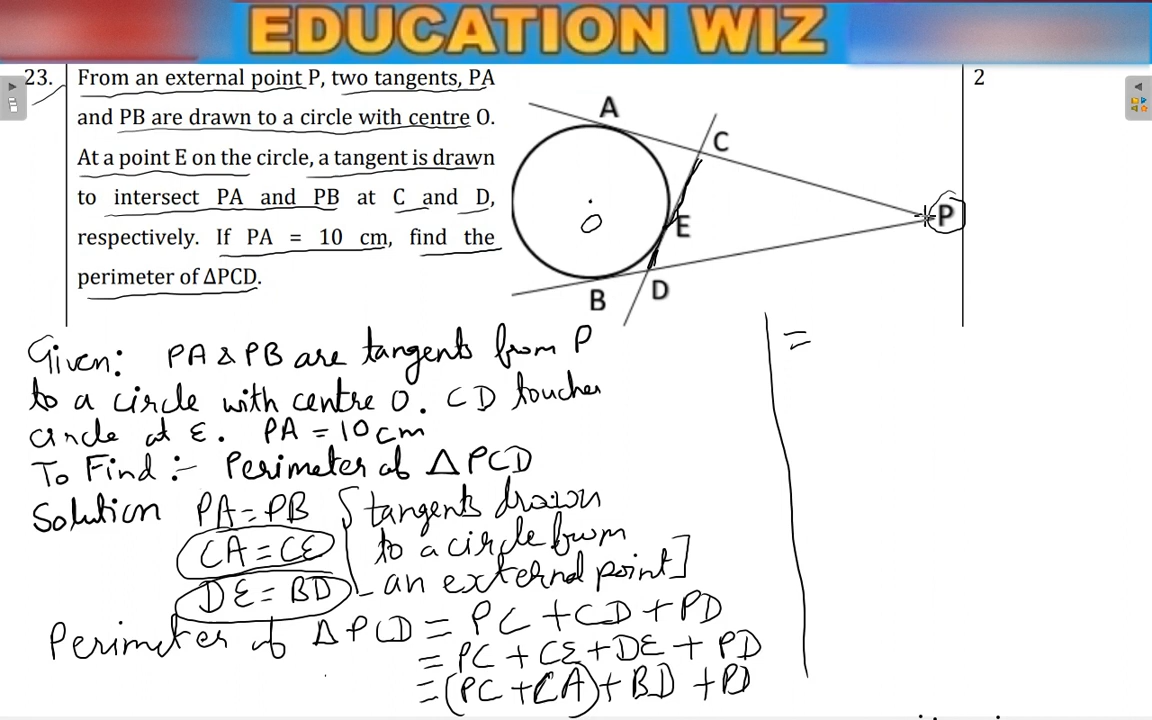 EDUCATION WIZ
23. From an external point P, two tangents, PA 2
and PB are drawn to a circle with centre O.
At a point E on the circle, a tangent is drawn
to intersect PA and PB at C and D,
respectively. If PA = 10 cm, find the
perimeter of ΔPCD.
A
C
O
E
P
B
D
Given: PA & PB are tangents from P
to a circle with centre O. CD touches
circle at E. PA = 10 cm
To Find :- Perimeter of ΔPCD
Solution PA = PB [tangents drawn
CA = CE to a circle from
DE = BD an external point]
Perimeter of ΔPCD = PC + CD + PD
= PC + CE + DE + PD
= (PC + CA) + BD + PD
=